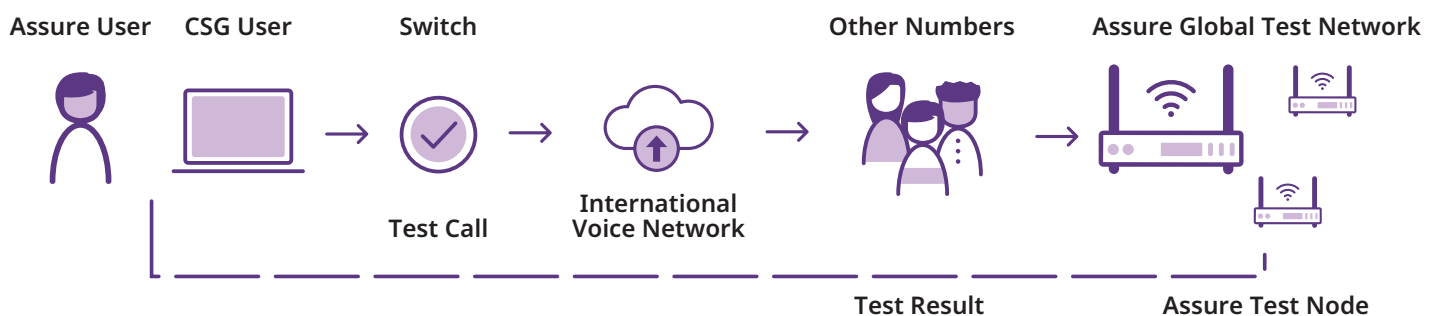 Assure User
CSG User
Switch
Other Numbers
Assure Global Test Network
Test Call
International
Voice Network
Test Result
Assure Test Node